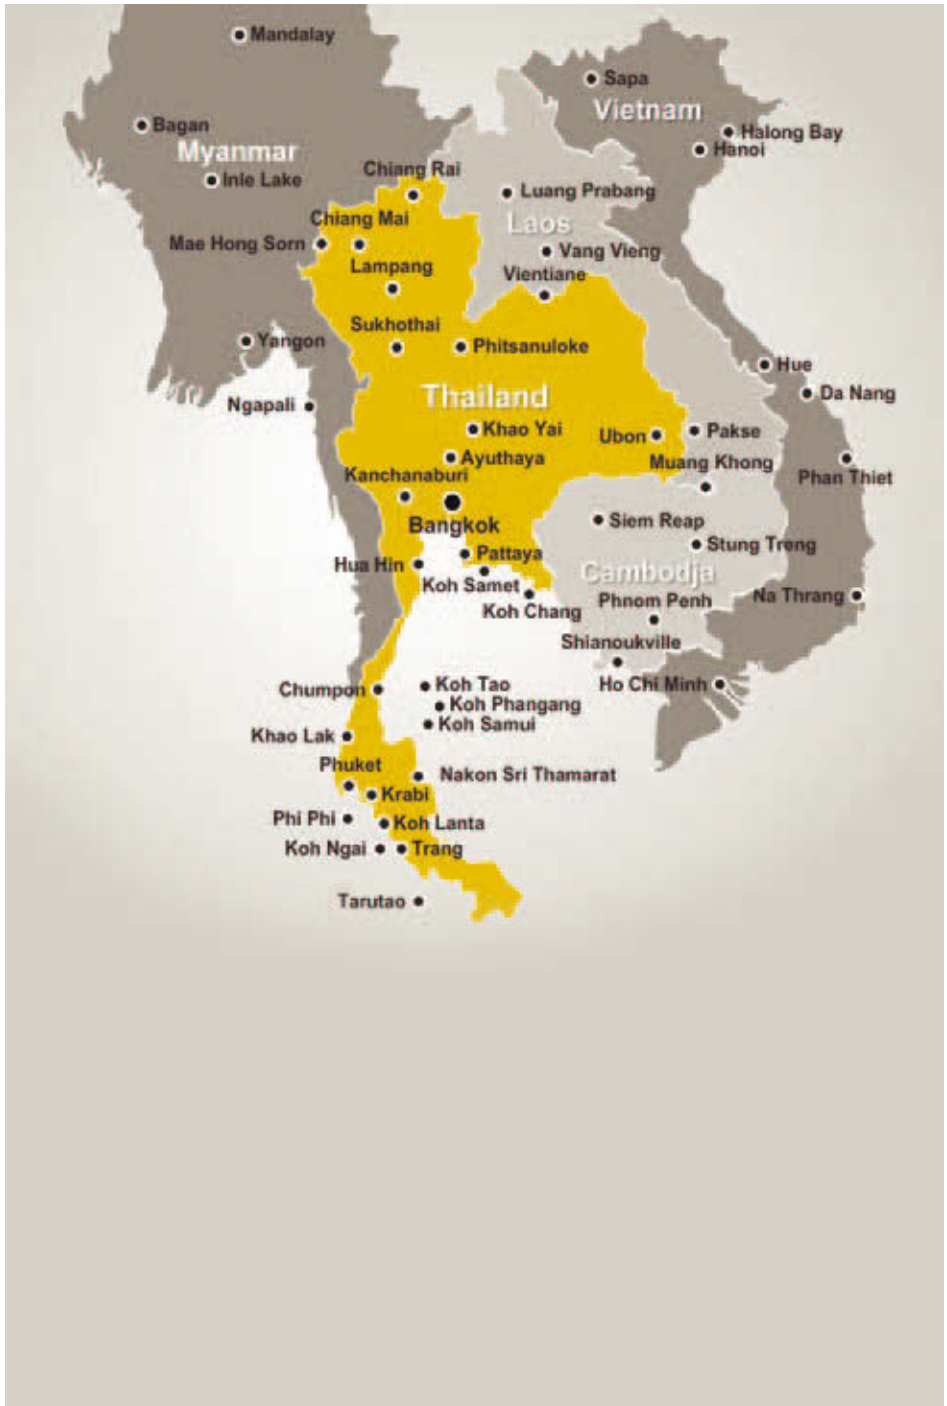 Mandalay
Sapa
Vietnam
Bagan
Halong Bay
Hanoi
Myanmar
Chiang Rai
Inle Lake
Luang Prabang
Chiang Mai
Laos
Mae Hong Sorn
Vang Vieng
Lampang
Vientiane
Sukhothai
Yangon
Phitsanuloke
Hue
Da Nang
Thailand
Ngapali
Khao Yai
Ubon
Pakse
Ayuthaya
Muang Khong
Kanchanaburi
Phan Thiet
Bangkok
Siem Reap
Stung Treng
Pattaya
Hua Hin
Cambodja
Koh Samet
Na Thrang
Phnom Penh
Koh Chang
Shianoukville
Ho Chi Minh
Koh Tao
Chumpon
Koh Phangang
Koh Samui
Khao Lak
Phuket
Nakon Sri Thamarat
Krabi
Phi Phi
Koh Lanta
Koh Ngai
Trang
Tarutao